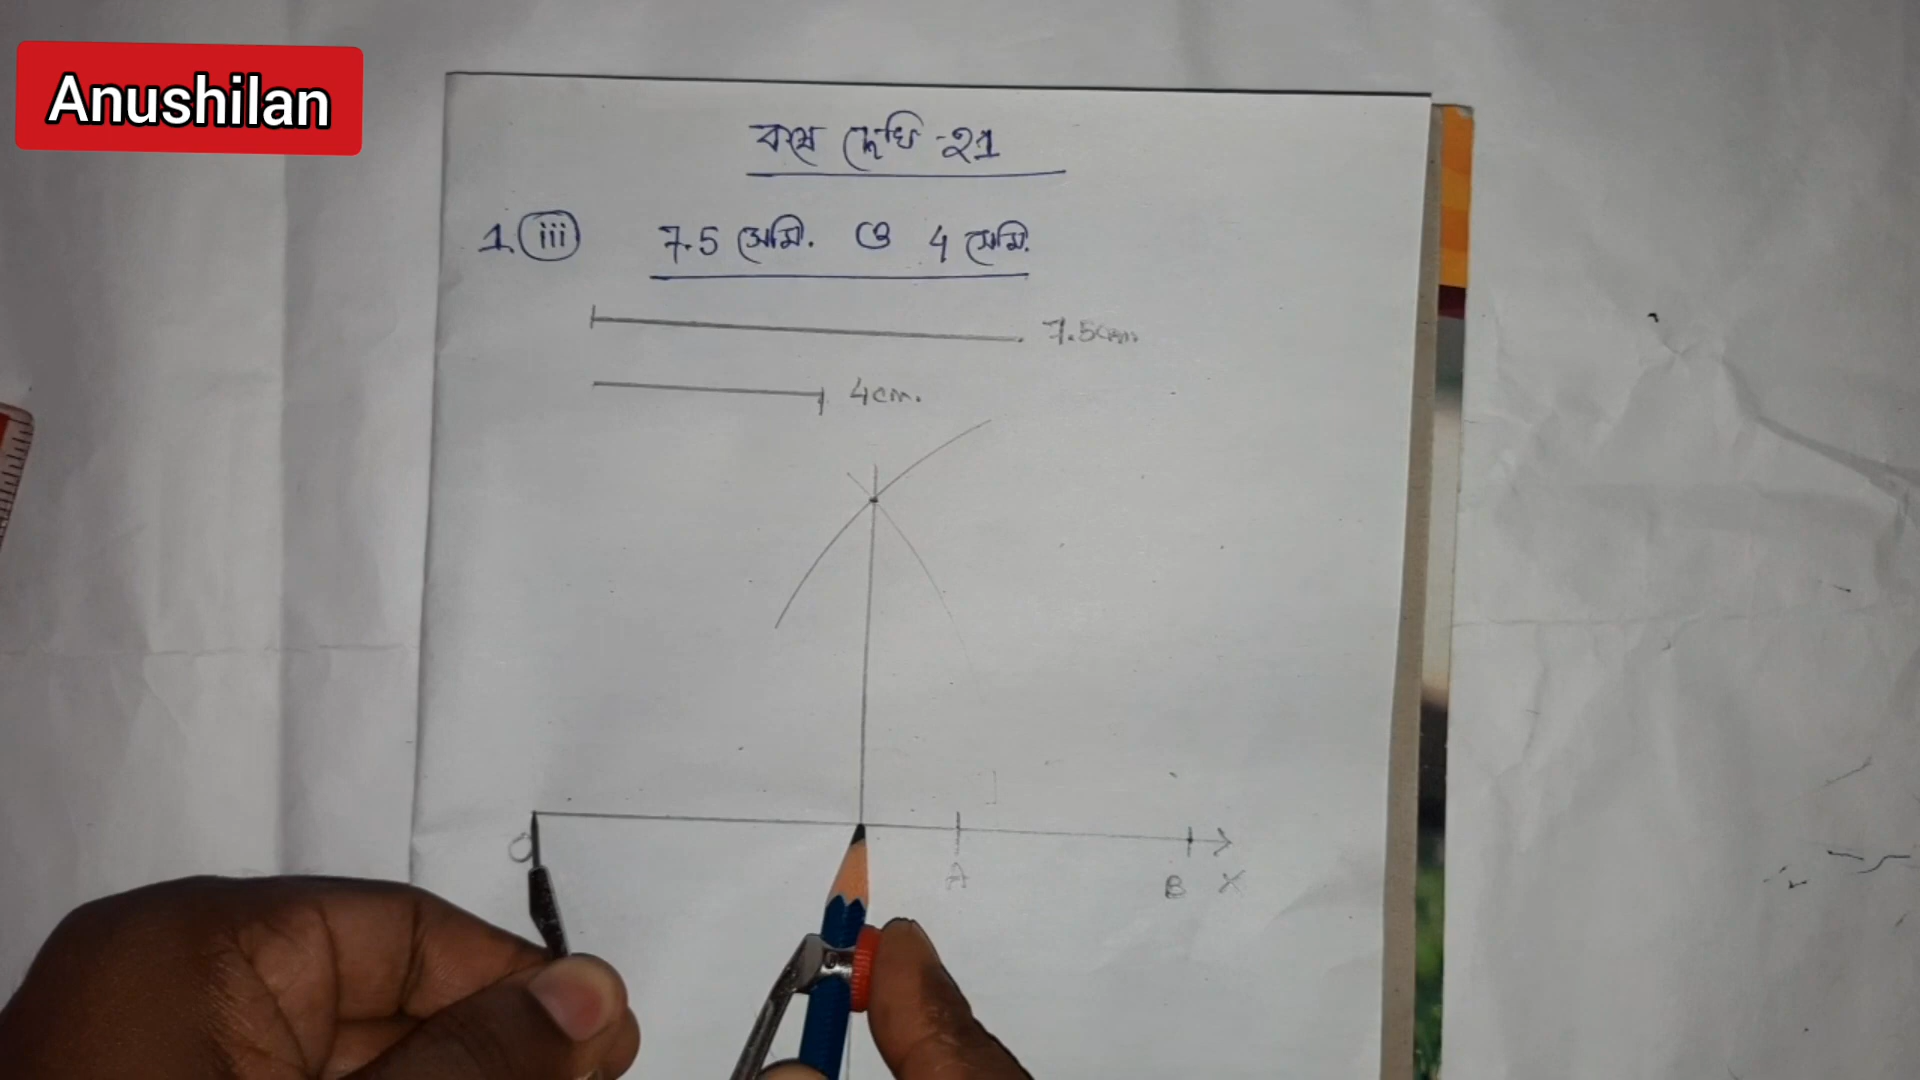 Anushilan
কষে দেখি -21
1. (iii) 7.5 সেমি. ও 4 সেমি.
7.5cm
4cm.
O
A
B
X